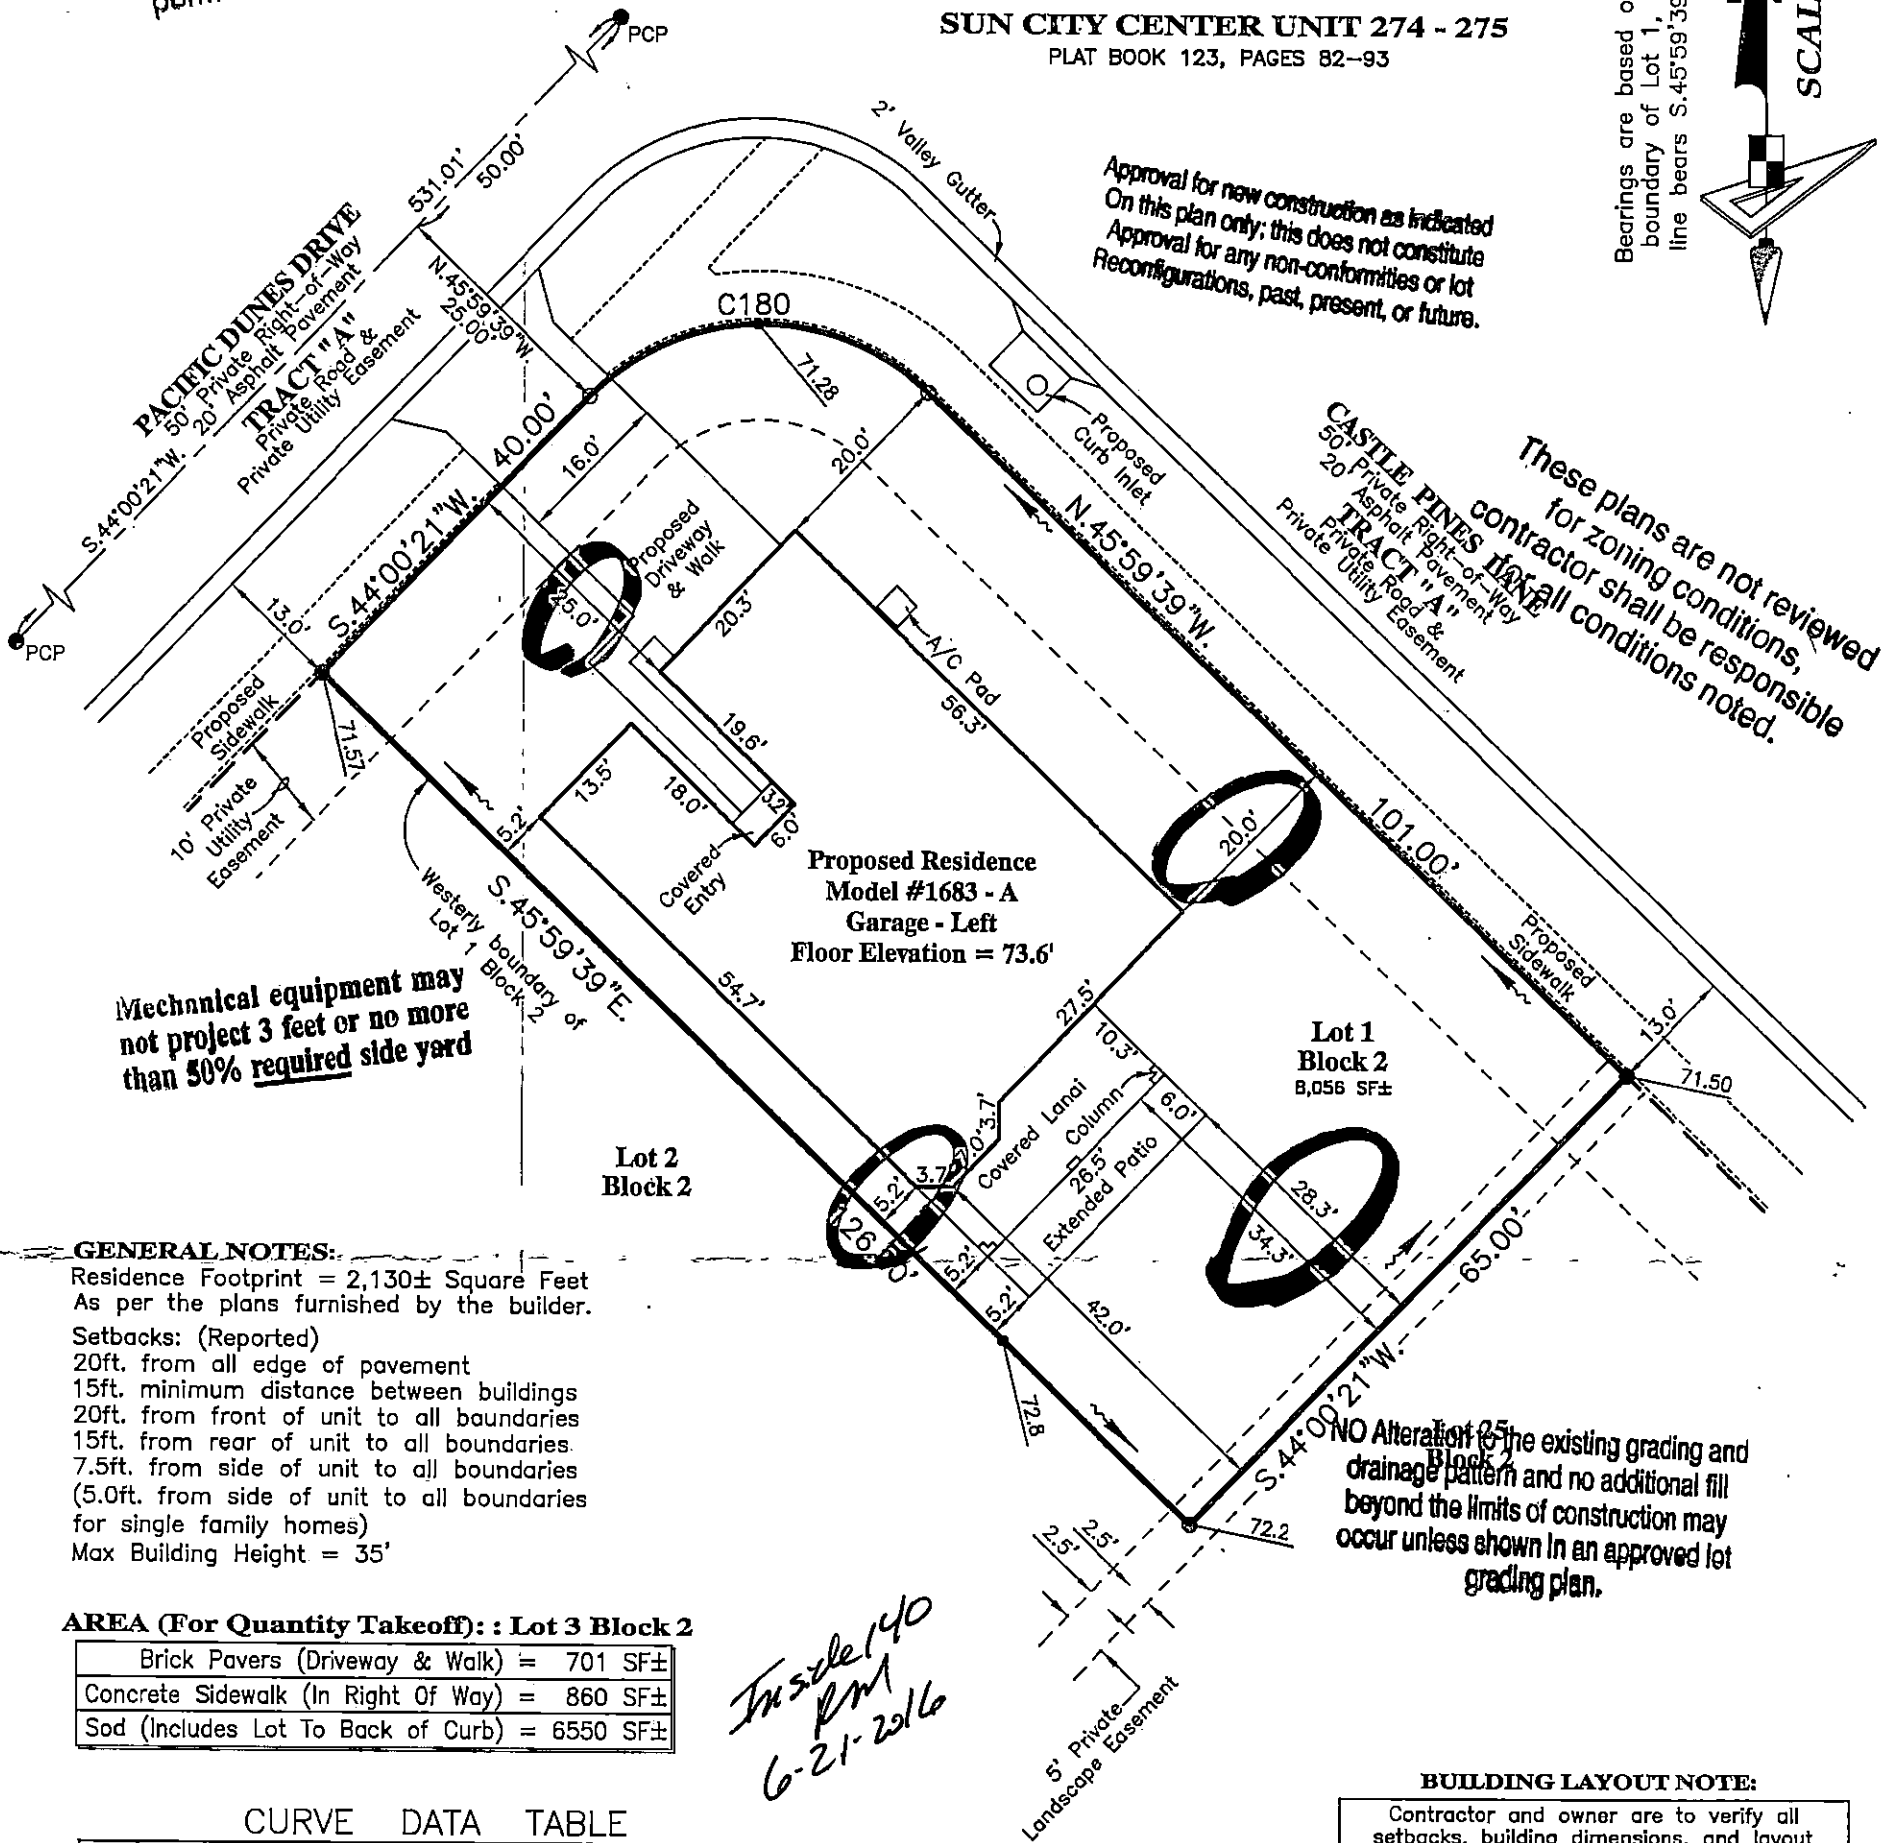 SUN CITY CENTER UNIT 274 - 275
PLAT BOOK 123, PAGES 82--93
PCP
531.01'
50.00'
2' Valley Gutter
Bearings are based
boundary of Lot 1,
line bears S.45°59'39
Approval for new construction as indicated
On this plan only; this does not constitute
Approval for any non-conformities or lot
Reconfigurations, past, present, or future.
PACIFIC DUNES DRIVE
50' Private Right-of-Way
20' Asphalt Pavement
TRACT "A"
Private Road &
Private Utility Easement
S.44°00'21"W.
PCP
N.45°59'39"W.
25.00'
C180
71.28
40.00'
S.44°00'21"W.
16.0'
20.0'
Proposed
Curb Inlet
N.45°59'39"W.
101.00'
CASTLE PINES LANE
50' Private Right-of-Way
20' Asphalt Pavement
TRACT "A"
Private Road &
Private Utility Easement
These plans are not reviewed
for zoning conditions,
contractor shall be responsible
for all conditions noted.
13.0'
Proposed
Sidewalk
71.57
10' Private
Utility
Easement
25.0'
Proposed
Driveway
& Walk
20.3'
A/C Pad
56.3'
19.6'
13.5'
18.0'
3.2'
6.0'
5.2'
Covered
Entry
Proposed Residence
Model #1683 - A
Garage - Left
Floor Elevation = 73.6'
20.0'
Westerly boundary of
Lot 1 Block 2
S.45°59'39"E.
54.7'
Mechanical equipment may
not project 3 feet or no more
than 50% required side yard
27.5'
10.3'
Lot 1
Block 2
8,056 SF±
Proposed
Sidewalk
13.0'
71.50
Lot 2
Block 2
3.7'
3.7'
5.2'
Covered Lanai
Column
6.0'
26.5'
Extended Patio
28.3'
34.3'
65.00'
S.44°00'21"W.
5.2'
5.2'
42.0'
72.8
72.2
2.5'
2.5'
5' Private
Landscape Easement
Lot 25
Block 2
NO Alteration to the existing grading and
drainage pattern and no additional fill
beyond the limits of construction may
occur unless shown in an approved lot
grading plan.
GENERAL NOTES:
Residence Footprint = 2,130± Square Feet
As per the plans furnished by the builder.
Setbacks: (Reported)
20ft. from all edge of pavement
15ft. minimum distance between buildings
20ft. from front of unit to all boundaries
15ft. from rear of unit to all boundaries.
7.5ft. from side of unit to all boundaries
(5.0ft. from side of unit to all boundaries
for single family homes)
Max Building Height = 35'
AREA (For Quantity Takeoff): : Lot 3 Block 2
Brick Pavers (Driveway & Walk) = 701 SF±
Concrete Sidewalk (In Right Of Way) = 860 SF±
Sod (Includes Lot To Back of Curb) = 6550 SF±
Inside 140
RM
6-21-2016
CURVE DATA TABLE
BUILDING LAYOUT NOTE:
Contractor and owner are to verify all
setbacks, building dimensions, and layout